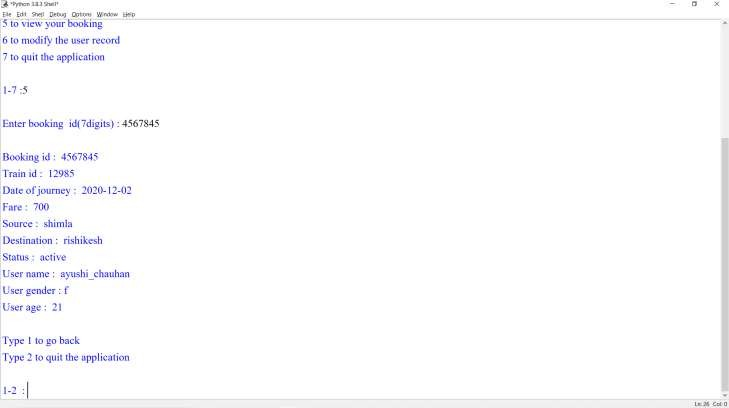 *Python 3.8.3 Shell*
File Edit Shell Debug Options Window Help
5 to view your booking
6 to modify the user record
7 to quit the application
1-7 :5
Enter booking id(7digits) : 4567845
Booking id : 4567845
Train id : 12985
Date of journey : 2020-12-02
Fare : 700
Source : shimla
Destination : rishikesh
Status : active
User name : ayushi_chauhan
User gender : f
User age : 21
Type 1 to go back
Type 2 to quit the application
1-2 :
Ln: 26 Col: 0